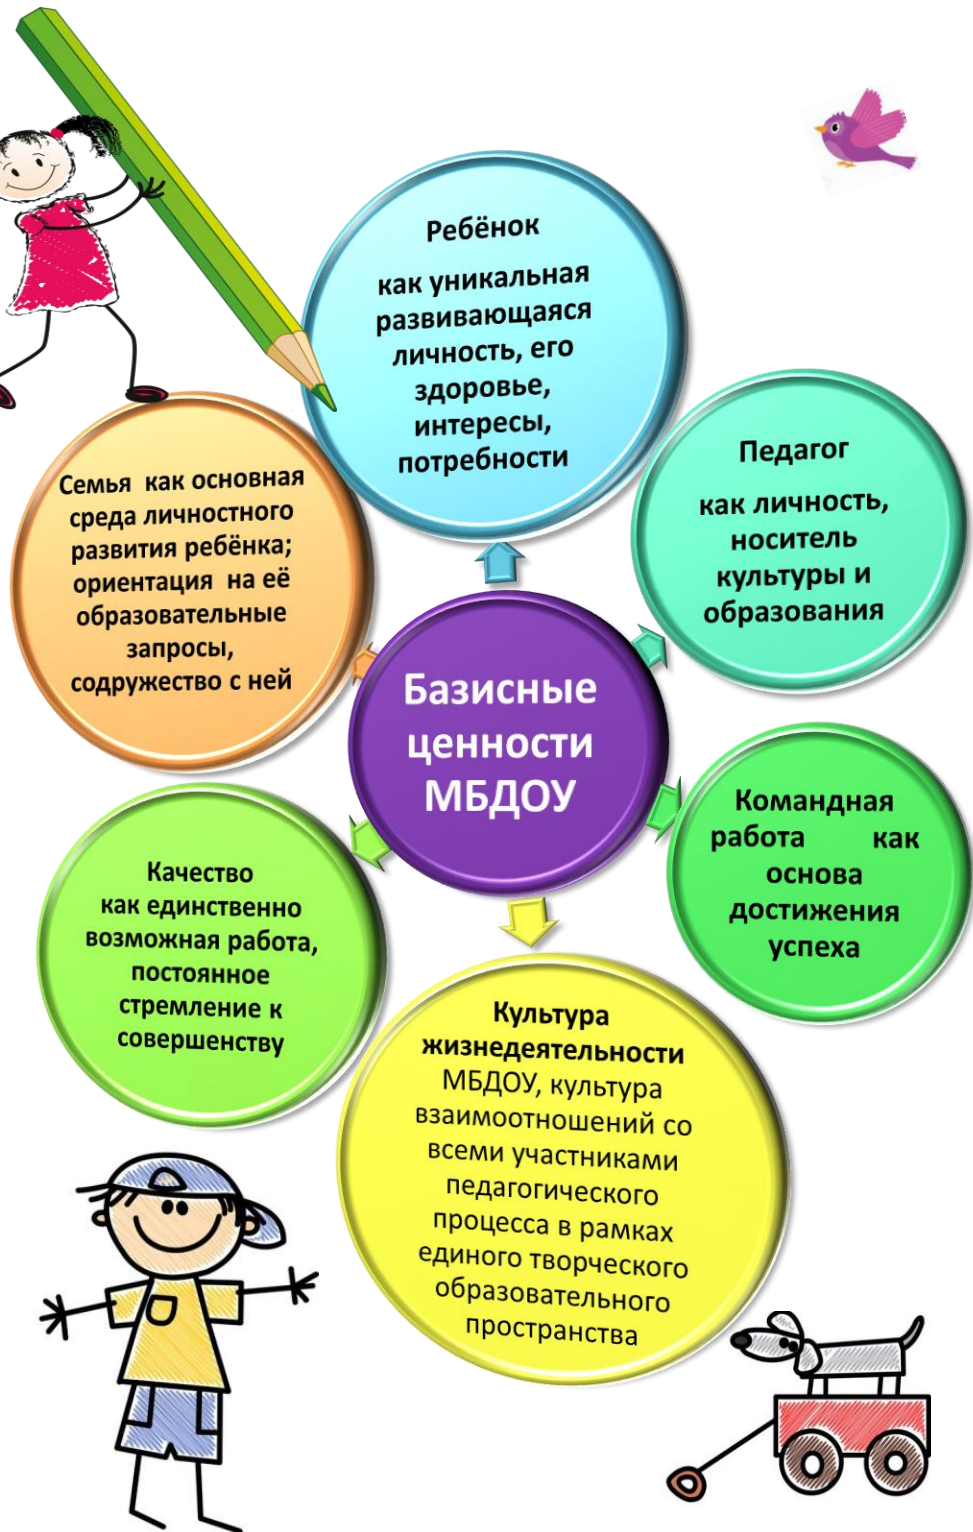 Ребёнок
как уникальная
развивающаяся
личность, его
здоровье,
интересы,
потребности
Педагог
как личность,
носитель
культуры и
образования
Семья как основная
среда личностного
развития ребёнка;
ориентация на её
образовательные
запросы,
содружество с ней
Базисные
ценности
МБДОУ
Командная
работа как
основа
достижения
успеха
Качество
как единственно
возможная работа,
постоянное
стремление к
совершенству
Культура
жизнедеятельности
МБДОУ, культура
взаимоотношений со
всеми участниками
педагогического
процесса в рамках
единого творческого
образовательного
пространства